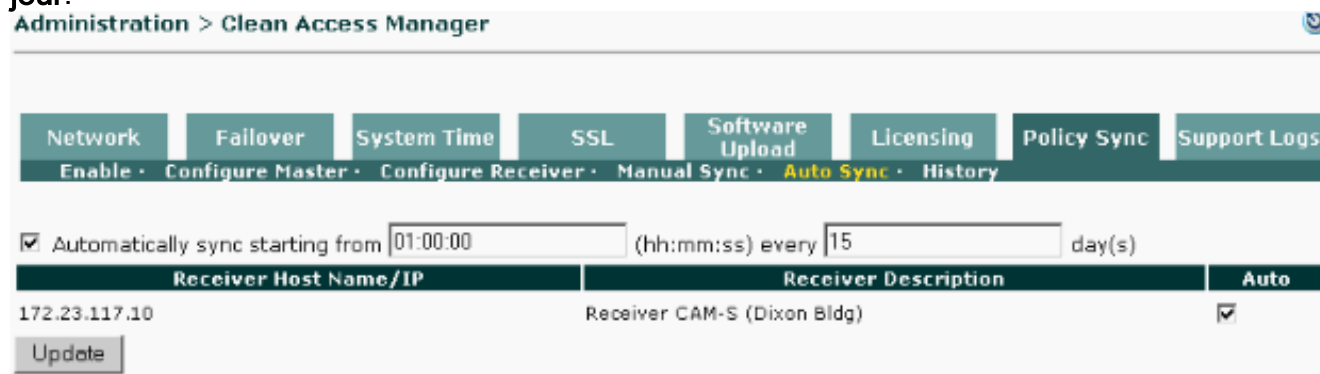 jour.
Administration > Clean Access Manager
Network Failover System Time SSL Software Upload Licensing Policy Sync Support Logs
Enable · Configure Master · Configure Receiver · Manual Sync · Auto Sync · History
Automatically sync starting from 01:00:00 (hh:mm:ss) every 15 day(s)
Receiver Host Name/IP Receiver Description Auto
172.23.117.10 Receiver CAM-S (Dixon Bldg)
Update